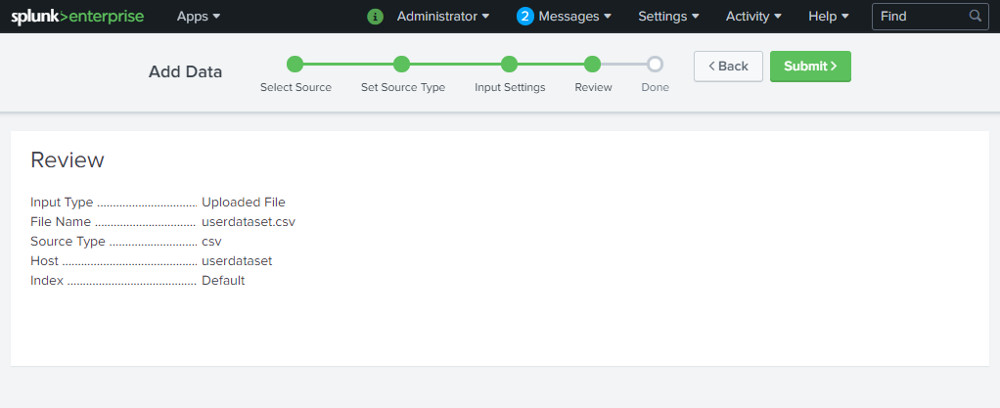 splunk>enterprise Apps i Administrator 2 Messages Settings Activity Help Find
Add Data
Select Source Set Source Type Input Settings Review Done
< Back Submit >
Review
Input Type ................................ Uploaded File
File Name ................................ userdataset.csv
Source Type ............................ csv
Host ........................................... userdataset
Index ......................................... Default